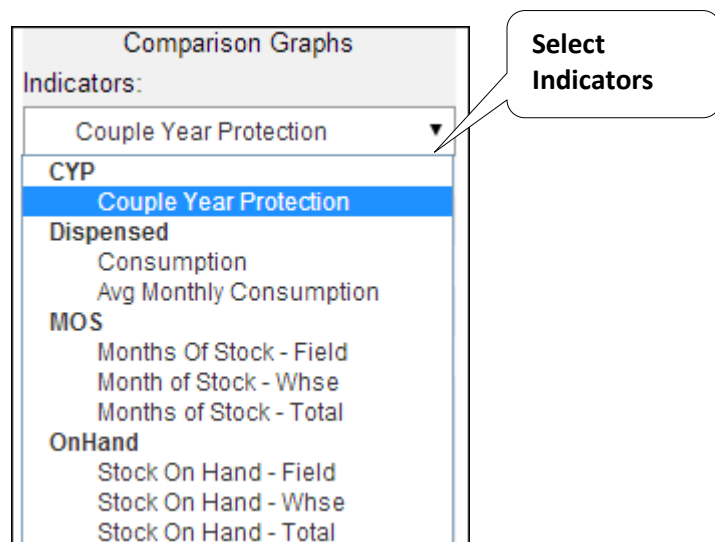 Comparison Graphs
Indicators:
Couple Year Protection
CYP
Couple Year Protection
Dispensed
Consumption
Avg Monthly Consumption
MOS
Months Of Stock - Field
Month of Stock - Whse
Months of Stock - Total
OnHand
Stock On Hand - Field
Stock On Hand - Whse
Stock On Hand - Total
Select
Indicators